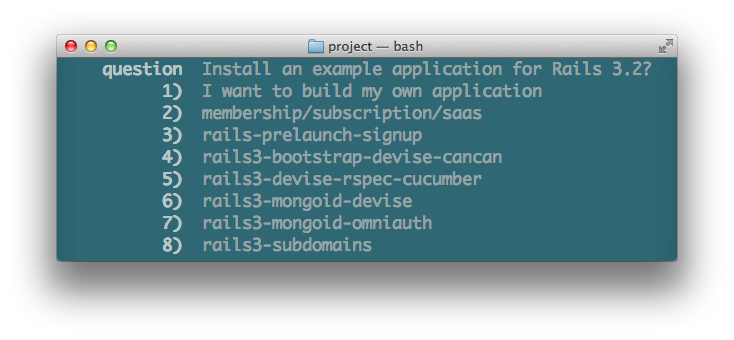 project — bash
question Install an example application for Rails 3.2?
1) I want to build my own application
2) membership/subscription/saas
3) rails-prelaunch-signup
4) rails3-bootstrap-devise-cancan
5) rails3-devise-rspec-cucumber
6) rails3-mongoid-devise
7) rails3-mongoid-omniauth
8) rails3-subdomains